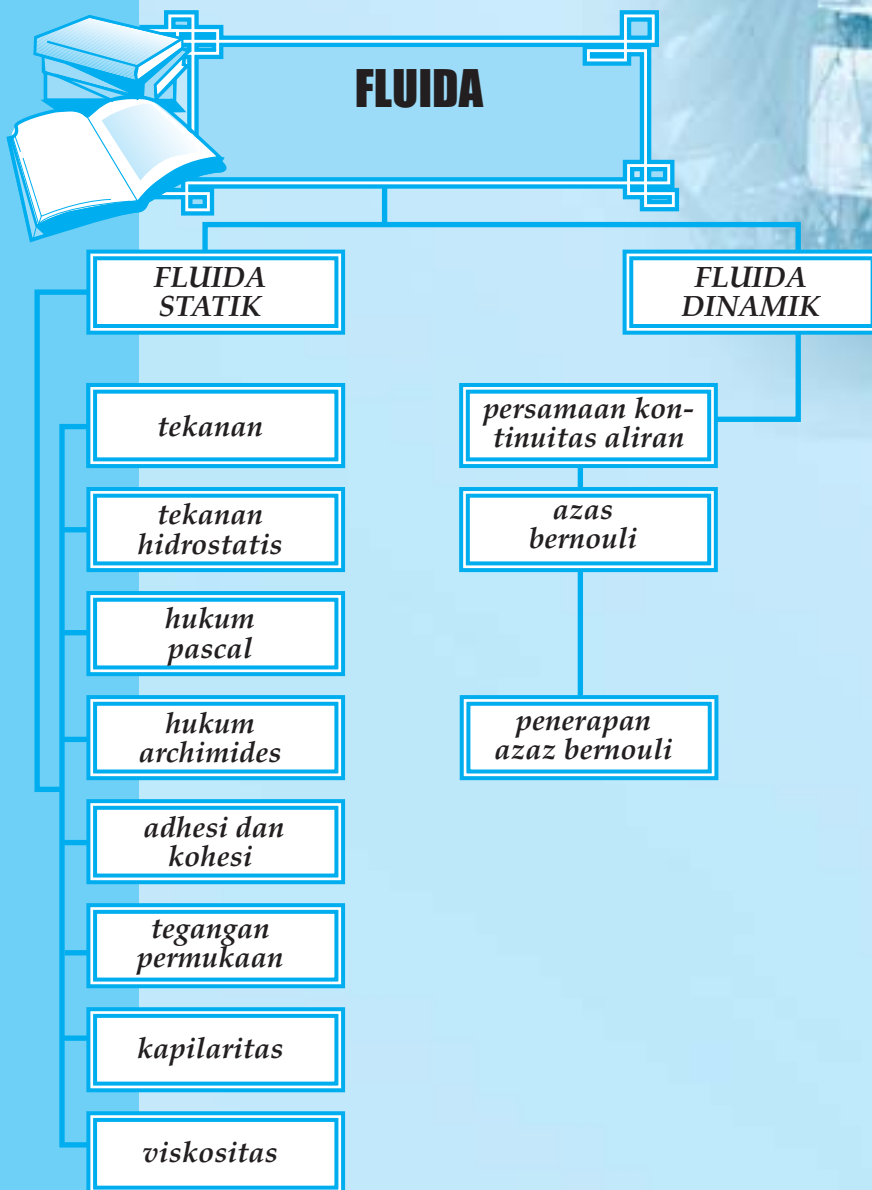 FLUIDA
FLUIDA
STATIK
FLUIDA
DINAMIK
tekanan
tekanan
hidrostatis
hukum
pascal
hukum
archimides
adhesi dan
kohesi
tegangan
permukaan
kapilaritas
viskositas
persamaan kon-
tinuitas aliran
azas
bernouli
penerapan
azaz bernouli